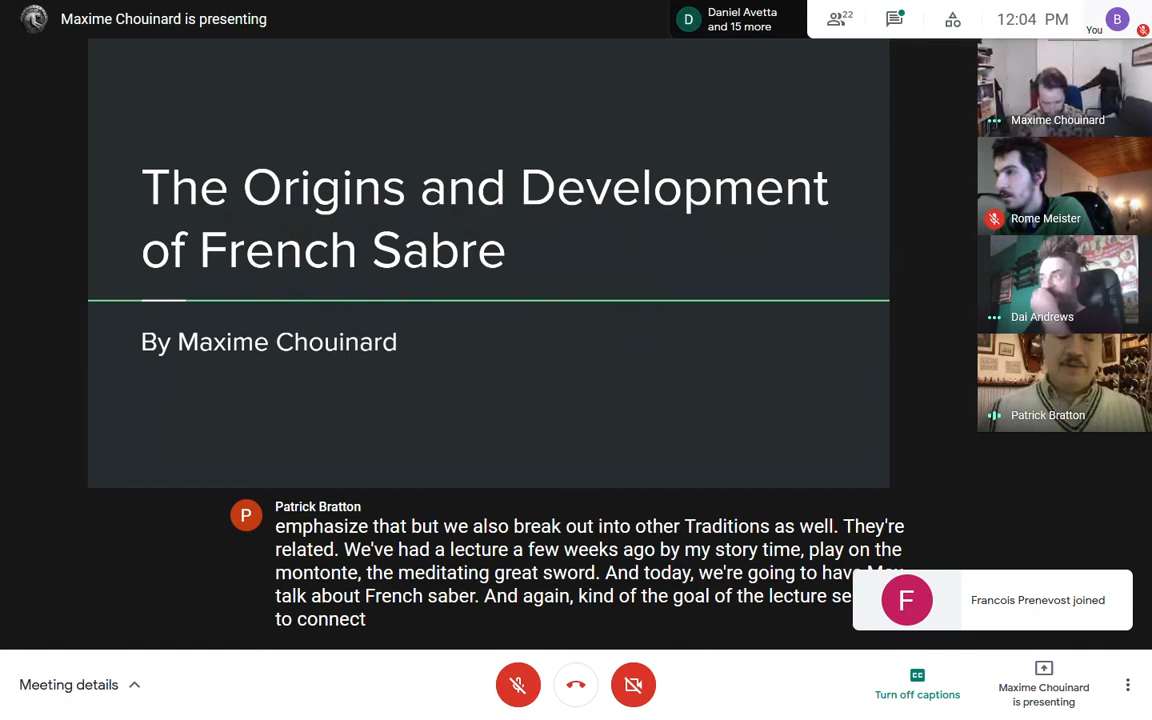 Maxime Chouinard is presenting
D
Daniel Avetta
and 15 more
22
12:04 PM
You
B
The Origins and Development
of French Sabre
By Maxime Chouinard
Maxime Chouinard
Rome Meister
Dai Andrews
Patrick Bratton
P
Patrick Bratton
emphasize that but we also break out into other Traditions as well. They're
related. We've had a lecture a few weeks ago by my story time, play on the
montonte, the meditating great sword. And today, we're going to have
talk about French saber. And again, kind of the goal of the lecture se
to connect
F
Francois Prenevost joined
Meeting details
CC
Turn off captions
Maxime Chouinard
is presenting